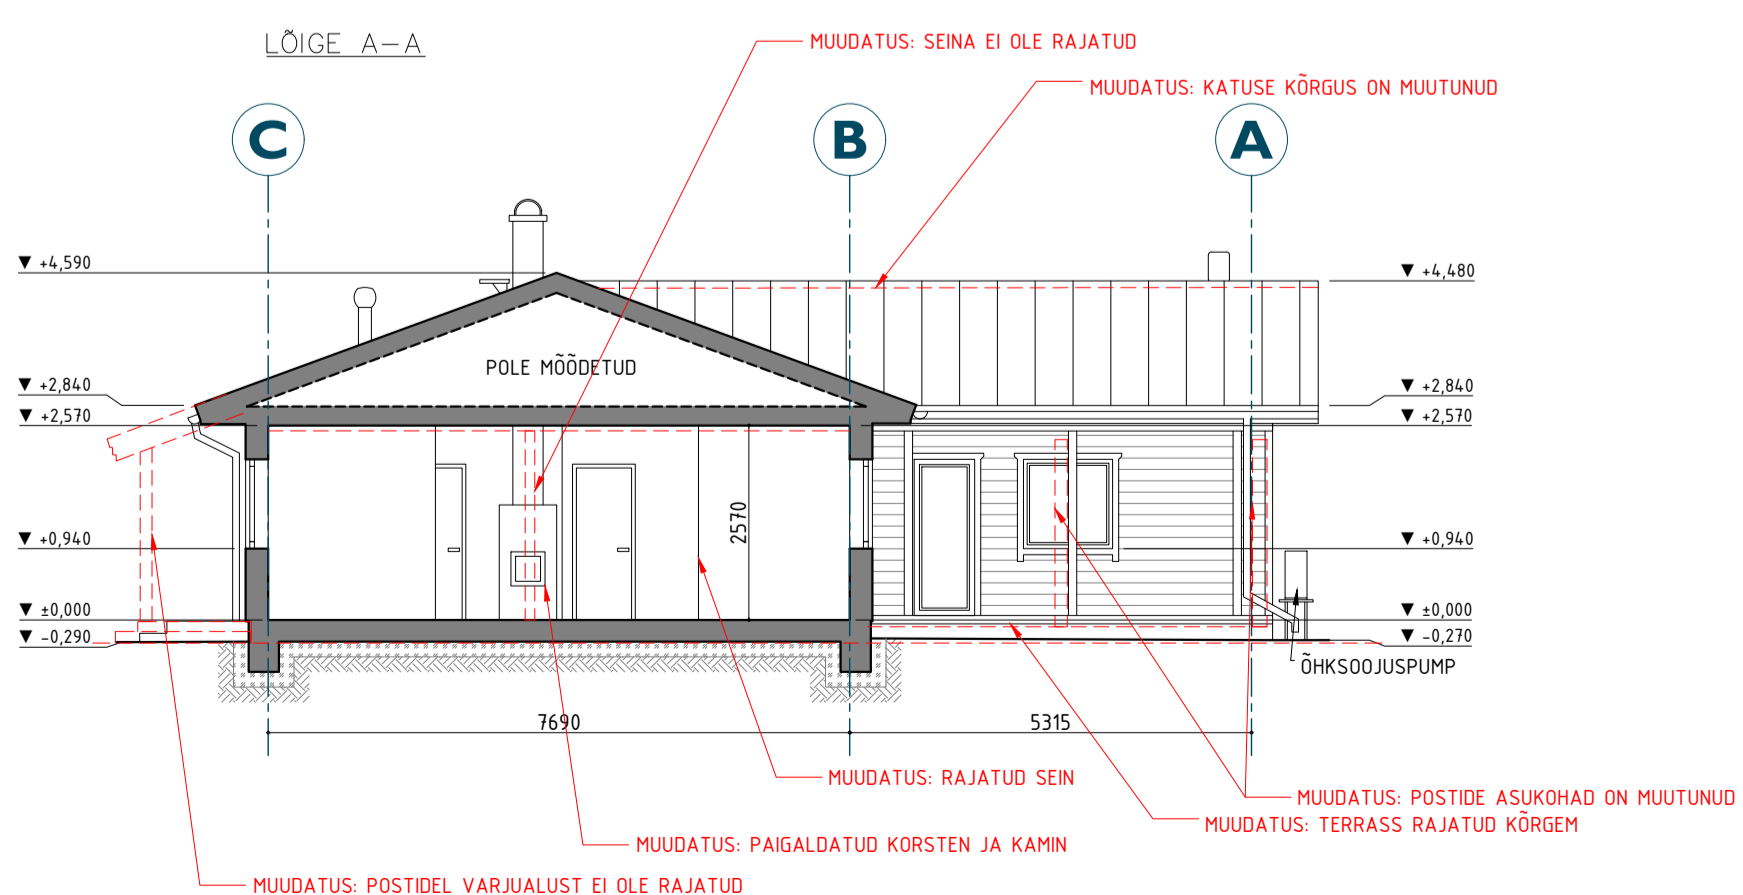 LÕIGE A-A
MUUDATUS: SEINA EI OLE RAJATUD
MUUDATUS: KATUSE KÕRGUS ON MUUTUNUD
C
B
A
▼ +4,590
▼ +4,480
POLE MÕÕDETUD
▼ +2,840
▼ +2,840
▼ +2,570
▼ +2,570
2570
▼ +0,940
▼ +0,940
▼ ±0,000
▼ ±0,000
▼ -0,290
▼ -0,270
ÕHKSOOJUSPUMP
7690
5315
MUUDATUS: RAJATUD SEIN
MUUDATUS: POSTIDE ASUKOHAD ON MUUTUNUD
MUUDATUS: TERRASS RAJATUD KÕRGEM
MUUDATUS: PAIGALDATUD KORSTEN JA KAMIN
MUUDATUS: POSTIDEL VARJUALUST EI OLE RAJATUD